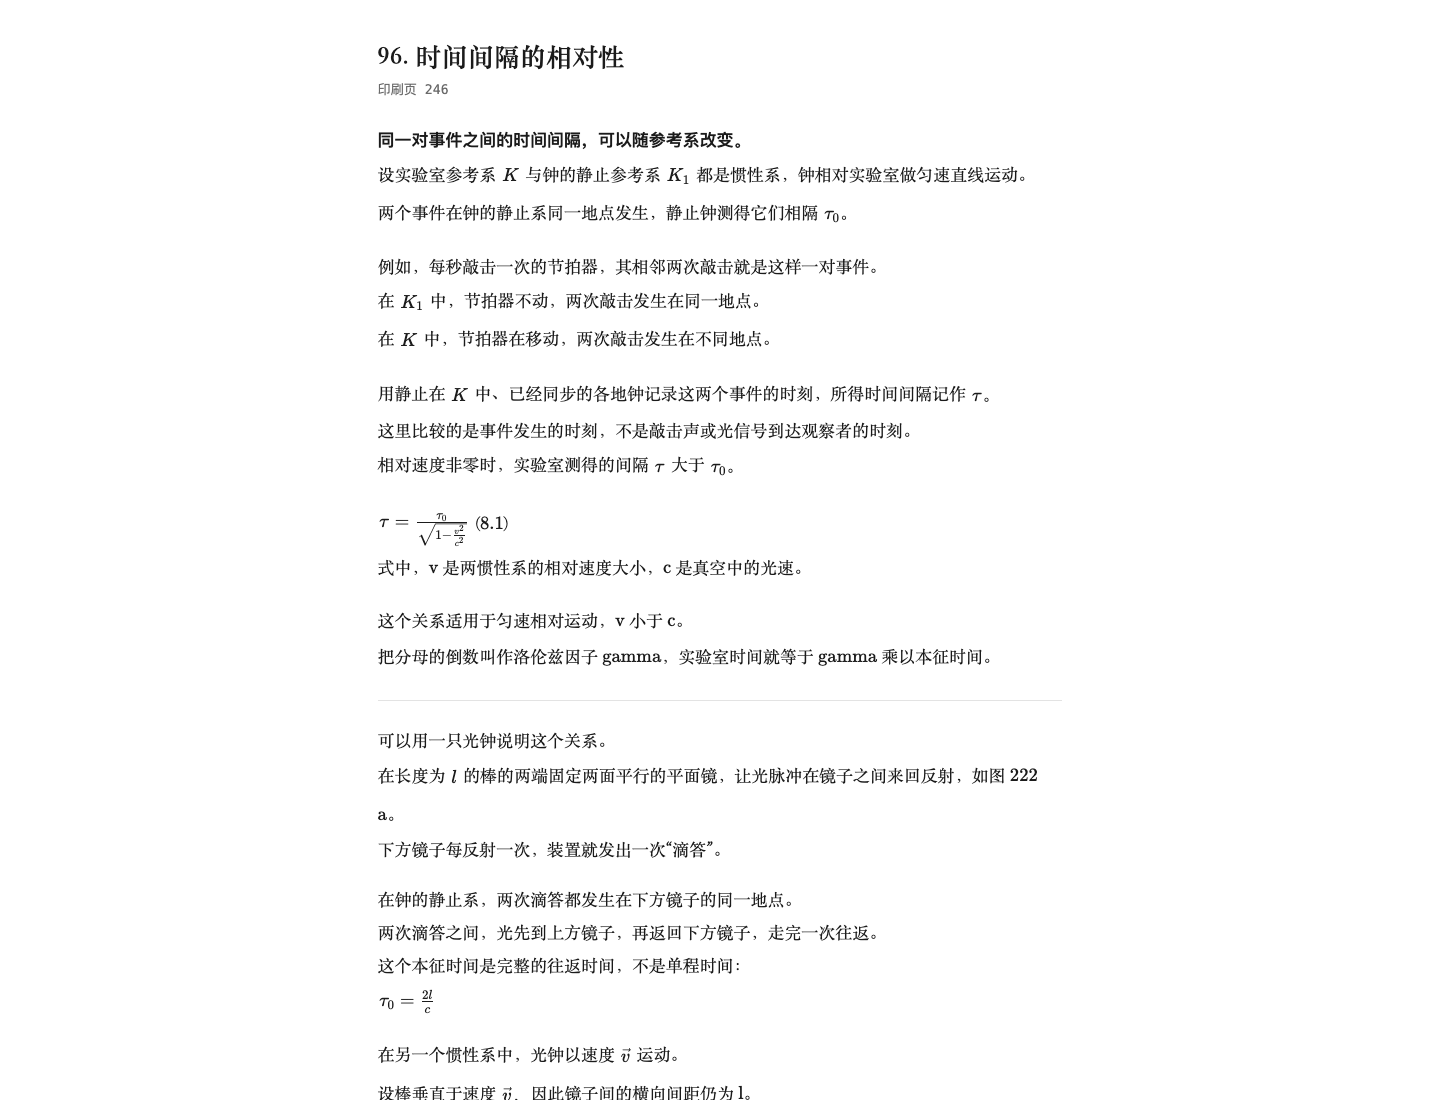 96. 时间间隔的相对性
印刷页 246
同一对事件之间的时间间隔，可以随参考系改变。
设实验室参考系 K 与钟的静止参考系 K₁ 都是惯性系，钟相对实验室做匀速直线运动。
两个事件在钟的静止系同一地点发生，静止钟测得它们相隔 τ₀。
例如，每秒敲击一次的节拍器，其相邻两次敲击就是这样一对事件。
在 K₁ 中，节拍器不动，两次敲击发生在同一地点。
在 K 中，节拍器在移动，两次敲击发生在不同地点。
用静止在 K 中、已经同步的各地钟记录这两个事件的时刻，所得时间间隔记作 τ。
这里比较的是事件发生的时刻，不是敲击声或光信号到达观察者的时刻。
相对速度非零时，实验室测得的间隔 τ 大于 τ₀。
τ = τ₀ / √(1 − v²/c²) (8.1)
式中，v 是两惯性系的相对速度大小，c 是真空中的光速。
这个关系适用于匀速相对运动，v 小于 c。
把分母的倒数叫作洛伦兹因子 gamma，实验室时间就等于 gamma 乘以本征时间。
可以用一只光钟说明这个关系。
在长度为 l 的棒的两端固定两面平行的平面镜，让光脉冲在镜子之间来回反射，如图 222
a。
下方镜子每反射一次，装置就发出一次“滴答”。
在钟的静止系，两次滴答都发生在下方镜子的同一地点。
两次滴答之间，光先到上方镜子，再返回下方镜子，走完一次往返。
这个本征时间是完整的往返时间，不是单程时间：
τ₀ = 2l / c
在另一个惯性系中，光钟以速度 v⃗ 运动。
设棒垂直于速度 v⃗，因此镜子间的横向间距仍为 l。